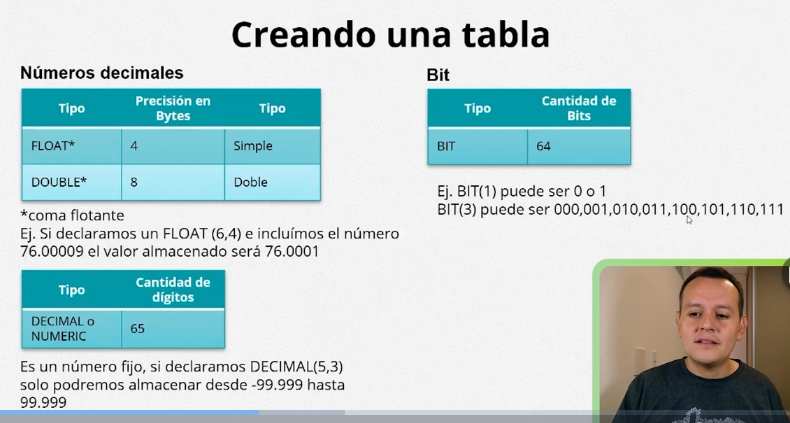 Creando una tabla
Números decimales
Tipo
Precisión en
Bytes
Tipo
FLOAT*
4
Simple
DOUBLE*
8
Doble
*coma flotante
Ej. Si declaramos un FLOAT (6,4) e incluímos el número
76.00009 el valor almacenado será 76.0001
Tipo
Cantidad de
dígitos
DECIMAL o
NUMERIC
65
Es un número fijo, si declaramos DECIMAL(5,3)
solo podremos almacenar desde -99.999 hasta
99.999
Bit
Tipo
Cantidad de
Bits
BIT
64
Ej. BIT(1) puede ser 0 o 1
BIT(3) puede ser 000,001,010,011,100,101,110,111